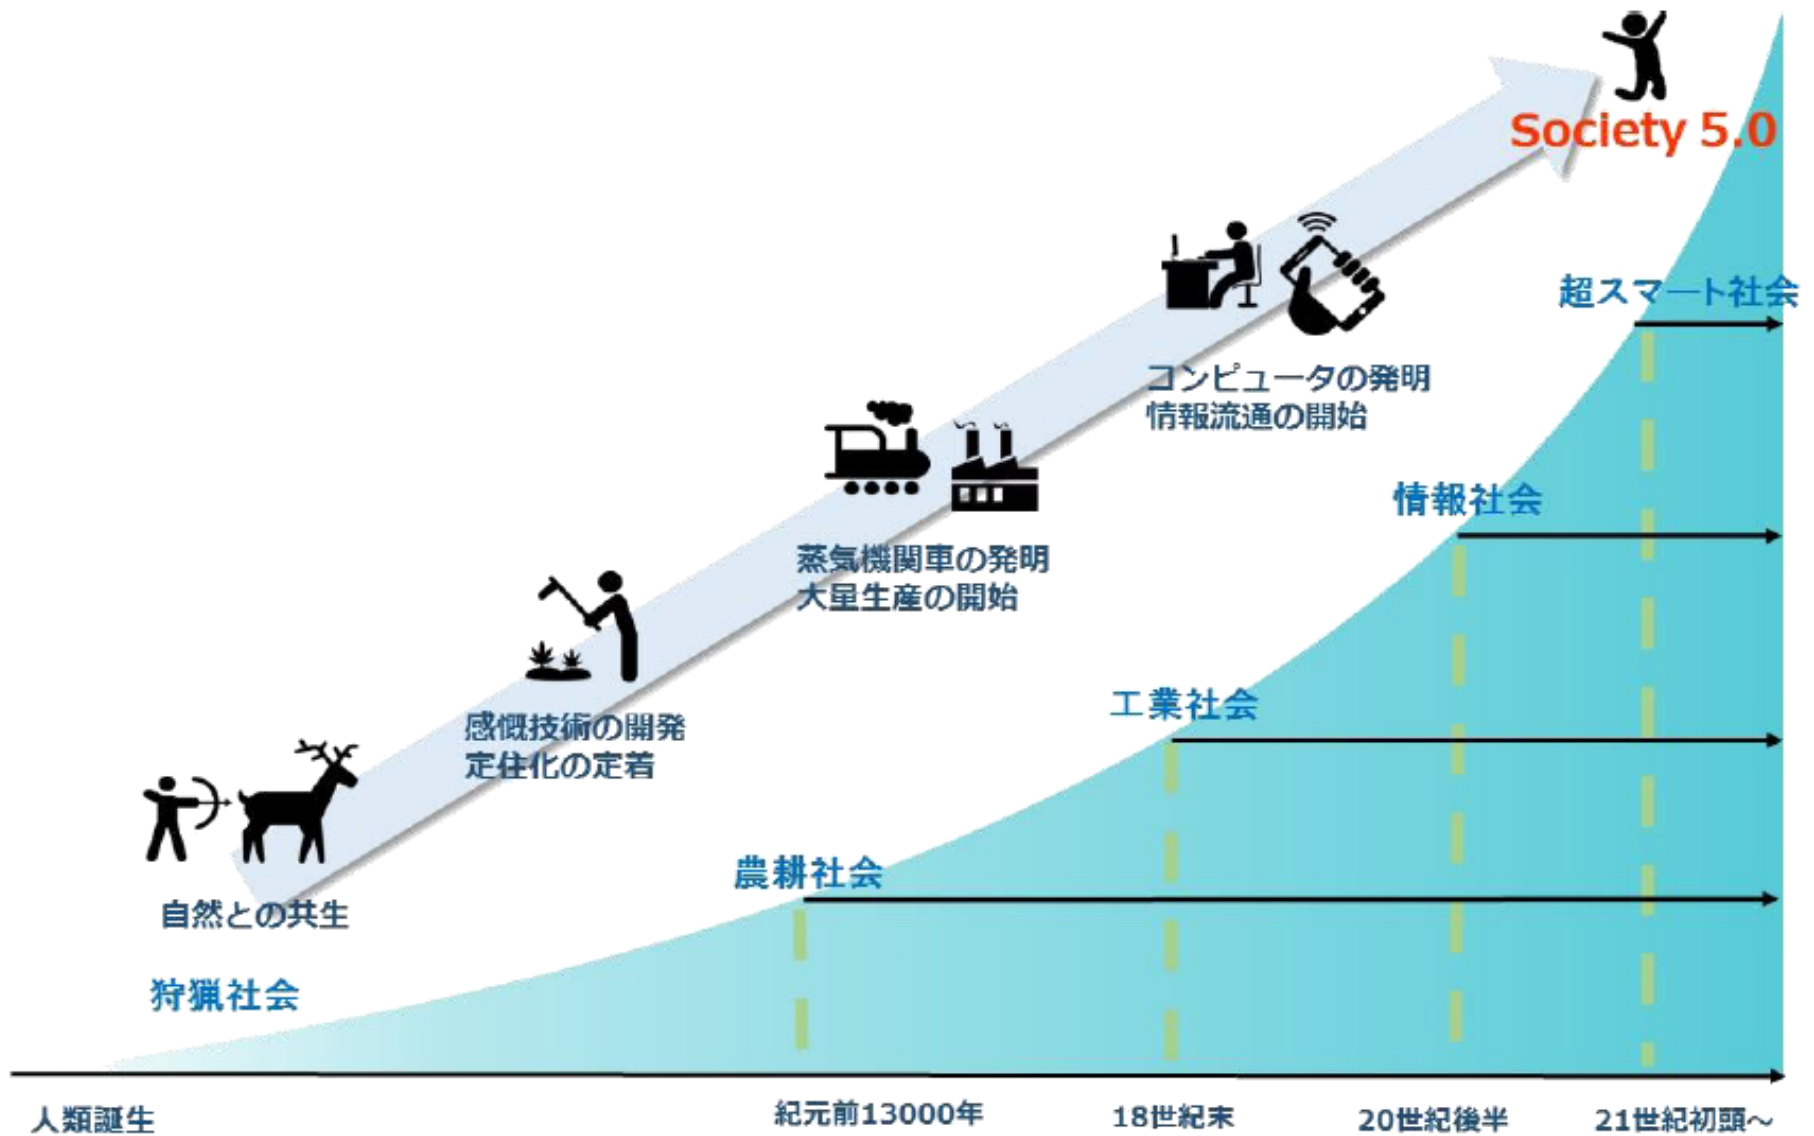 Society 5.0
超スマート社会
コンピュータの発明
情報流通の開始
情報社会
蒸気機関車の発明
大量生産の開始
工業社会
感慨技術の開発
定住化の定着
農耕社会
自然との共生
狩猟社会
人類誕生
紀元前13000年
18世紀末
20世紀後半
21世紀初頭～